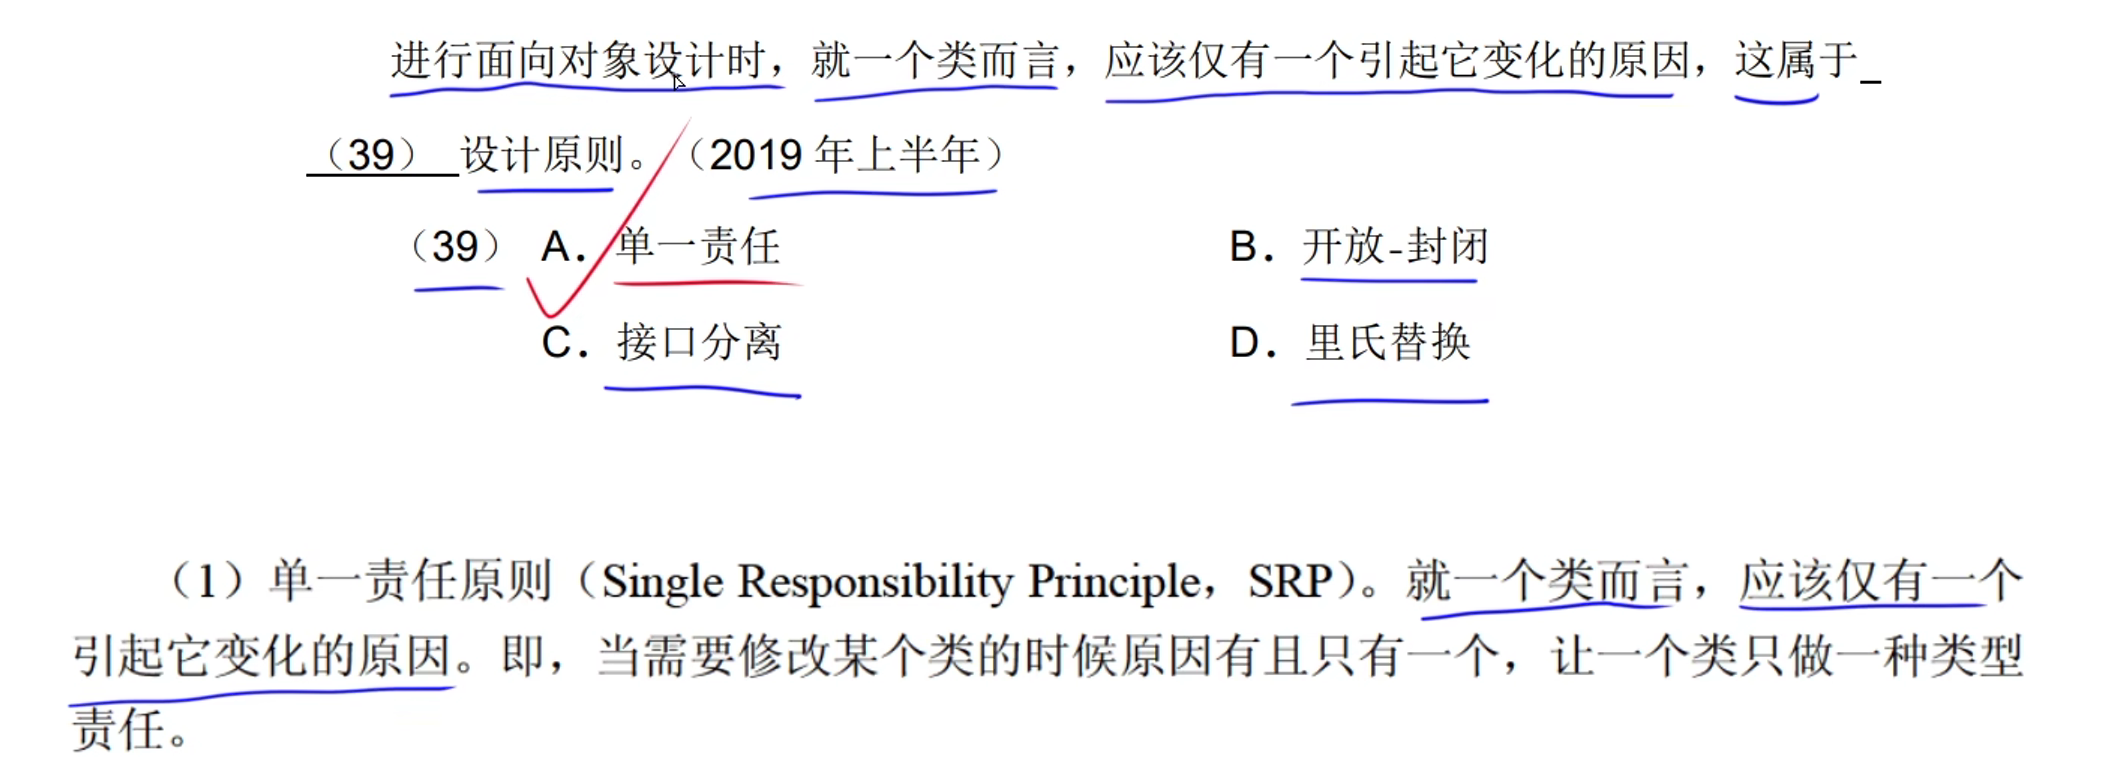 进行面向对象设计时，就一个类而言，应该仅有一个引起它变化的原因，这属于_
（39） 设计原则。（2019 年上半年）
（39） A. 单一责任 B. 开放-封闭
C. 接口分离 D. 里氏替换
（1）单一责任原则（Single Responsibility Principle，SRP）。就一个类而言，应该仅有一个
引起它变化的原因。即，当需要修改某个类的时候原因有且只有一个，让一个类只做一种类型
责任。